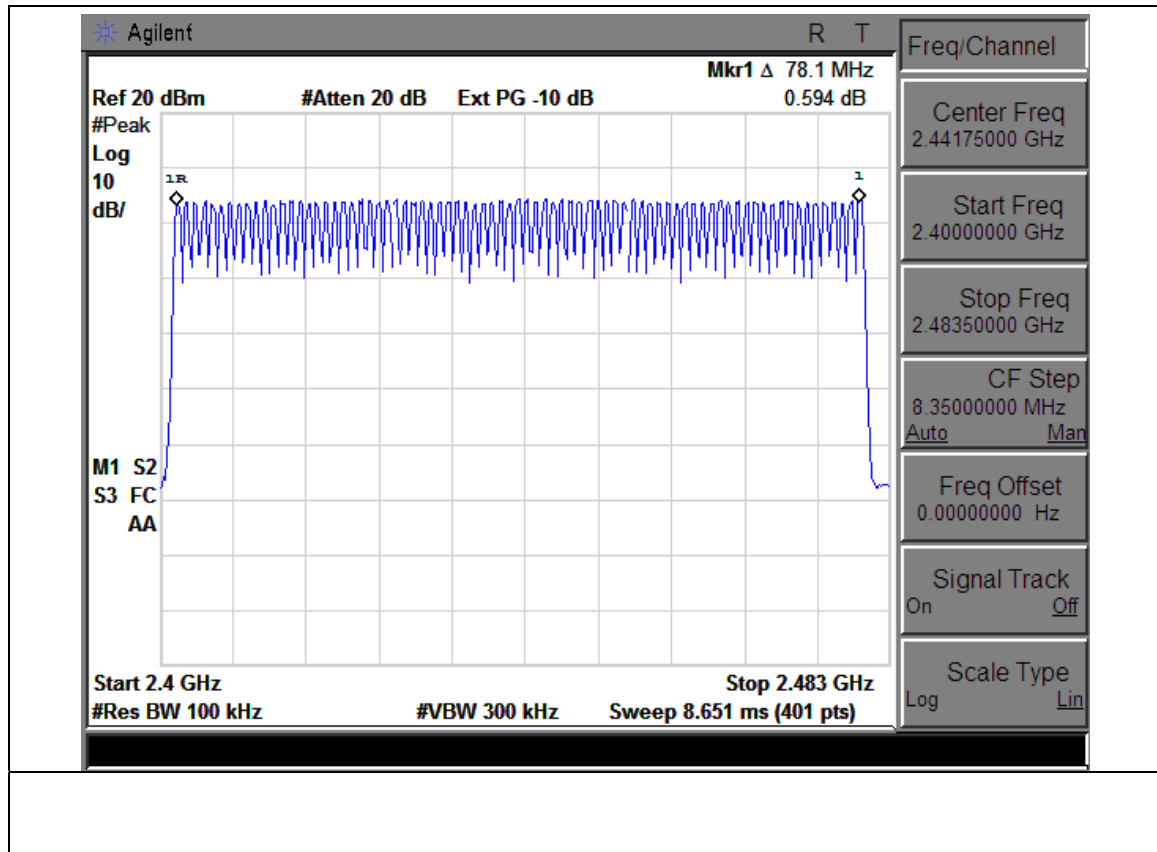 Agilent R T
Mkr1 Δ 78.1 MHz
Ref 20 dBm #Atten 20 dB Ext PG -10 dB 0.594 dB
#Peak
Log
10
dB/
1R
1
M1 S2
S3 FC
AA
Start 2.4 GHz Stop 2.483 GHz
#Res BW 100 kHz #VBW 300 kHz Sweep 8.651 ms (401 pts)
Freq/Channel
Center Freq
2.44175000 GHz
Start Freq
2.40000000 GHz
Stop Freq
2.48350000 GHz
CF Step
8.35000000 MHz
Auto Man
Freq Offset
0.00000000 Hz
Signal Track
On Off
Scale Type
Log Lin